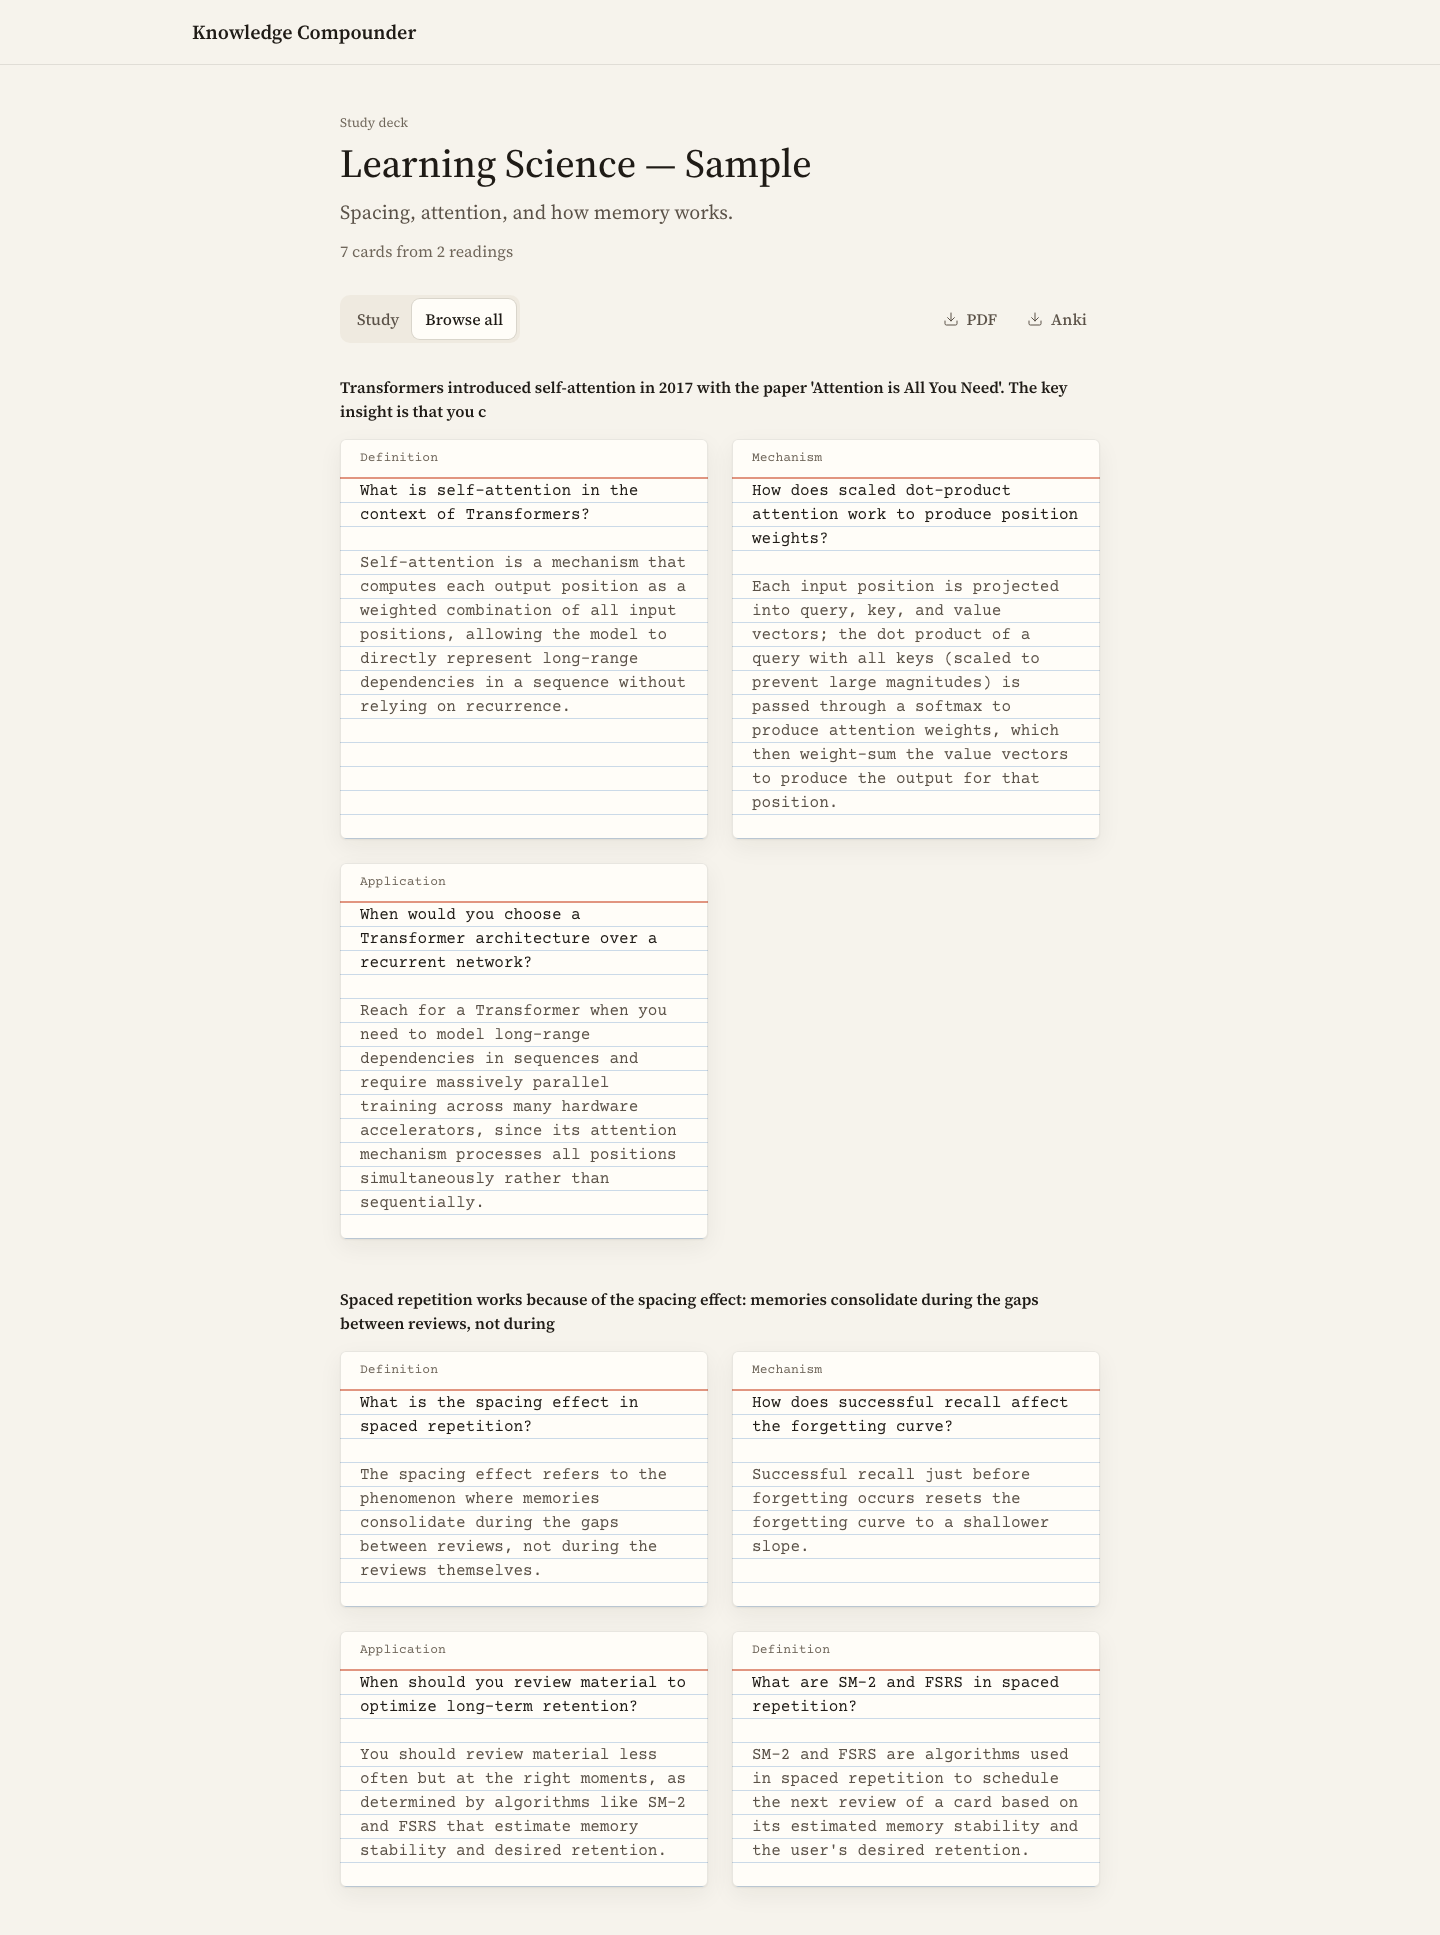 Knowledge Compounder
Study deck
Learning Science — Sample
Spacing, attention, and how memory works.
7 cards from 2 readings
Study
Browse all
PDF
Anki
Transformers introduced self-attention in 2017 with the paper 'Attention is All You Need'. The key
insight is that you c
Definition
What is self-attention in the
context of Transformers?
Self-attention is a mechanism that
computes each output position as a
weighted combination of all input
positions, allowing the model to
directly represent long-range
dependencies in a sequence without
relying on recurrence.
Mechanism
How does scaled dot-product
attention work to produce position
weights?
Each input position is projected
into query, key, and value
vectors; the dot product of a
query with all keys (scaled to
prevent large magnitudes) is
passed through a softmax to
produce attention weights, which
then weight-sum the value vectors
to produce the output for that
position.
Application
When would you choose a
Transformer architecture over a
recurrent network?
Reach for a Transformer when you
need to model long-range
dependencies in sequences and
require massively parallel
training across many hardware
accelerators, since its attention
mechanism processes all positions
simultaneously rather than
sequentially.
Spaced repetition works because of the spacing effect: memories consolidate during the gaps
between reviews, not during
Definition
What is the spacing effect in
spaced repetition?
The spacing effect refers to the
phenomenon where memories
consolidate during the gaps
between reviews, not during the
reviews themselves.
Mechanism
How does successful recall affect
the forgetting curve?
Successful recall just before
forgetting occurs resets the
forgetting curve to a shallower
slope.
Application
When should you review material to
optimize long-term retention?
You should review material less
often but at the right moments, as
determined by algorithms like SM-2
and FSRS that estimate memory
stability and desired retention.
Definition
What are SM-2 and FSRS in spaced
repetition?
SM-2 and FSRS are algorithms used
in spaced repetition to schedule
the next review of a card based on
its estimated memory stability and
the user's desired retention.